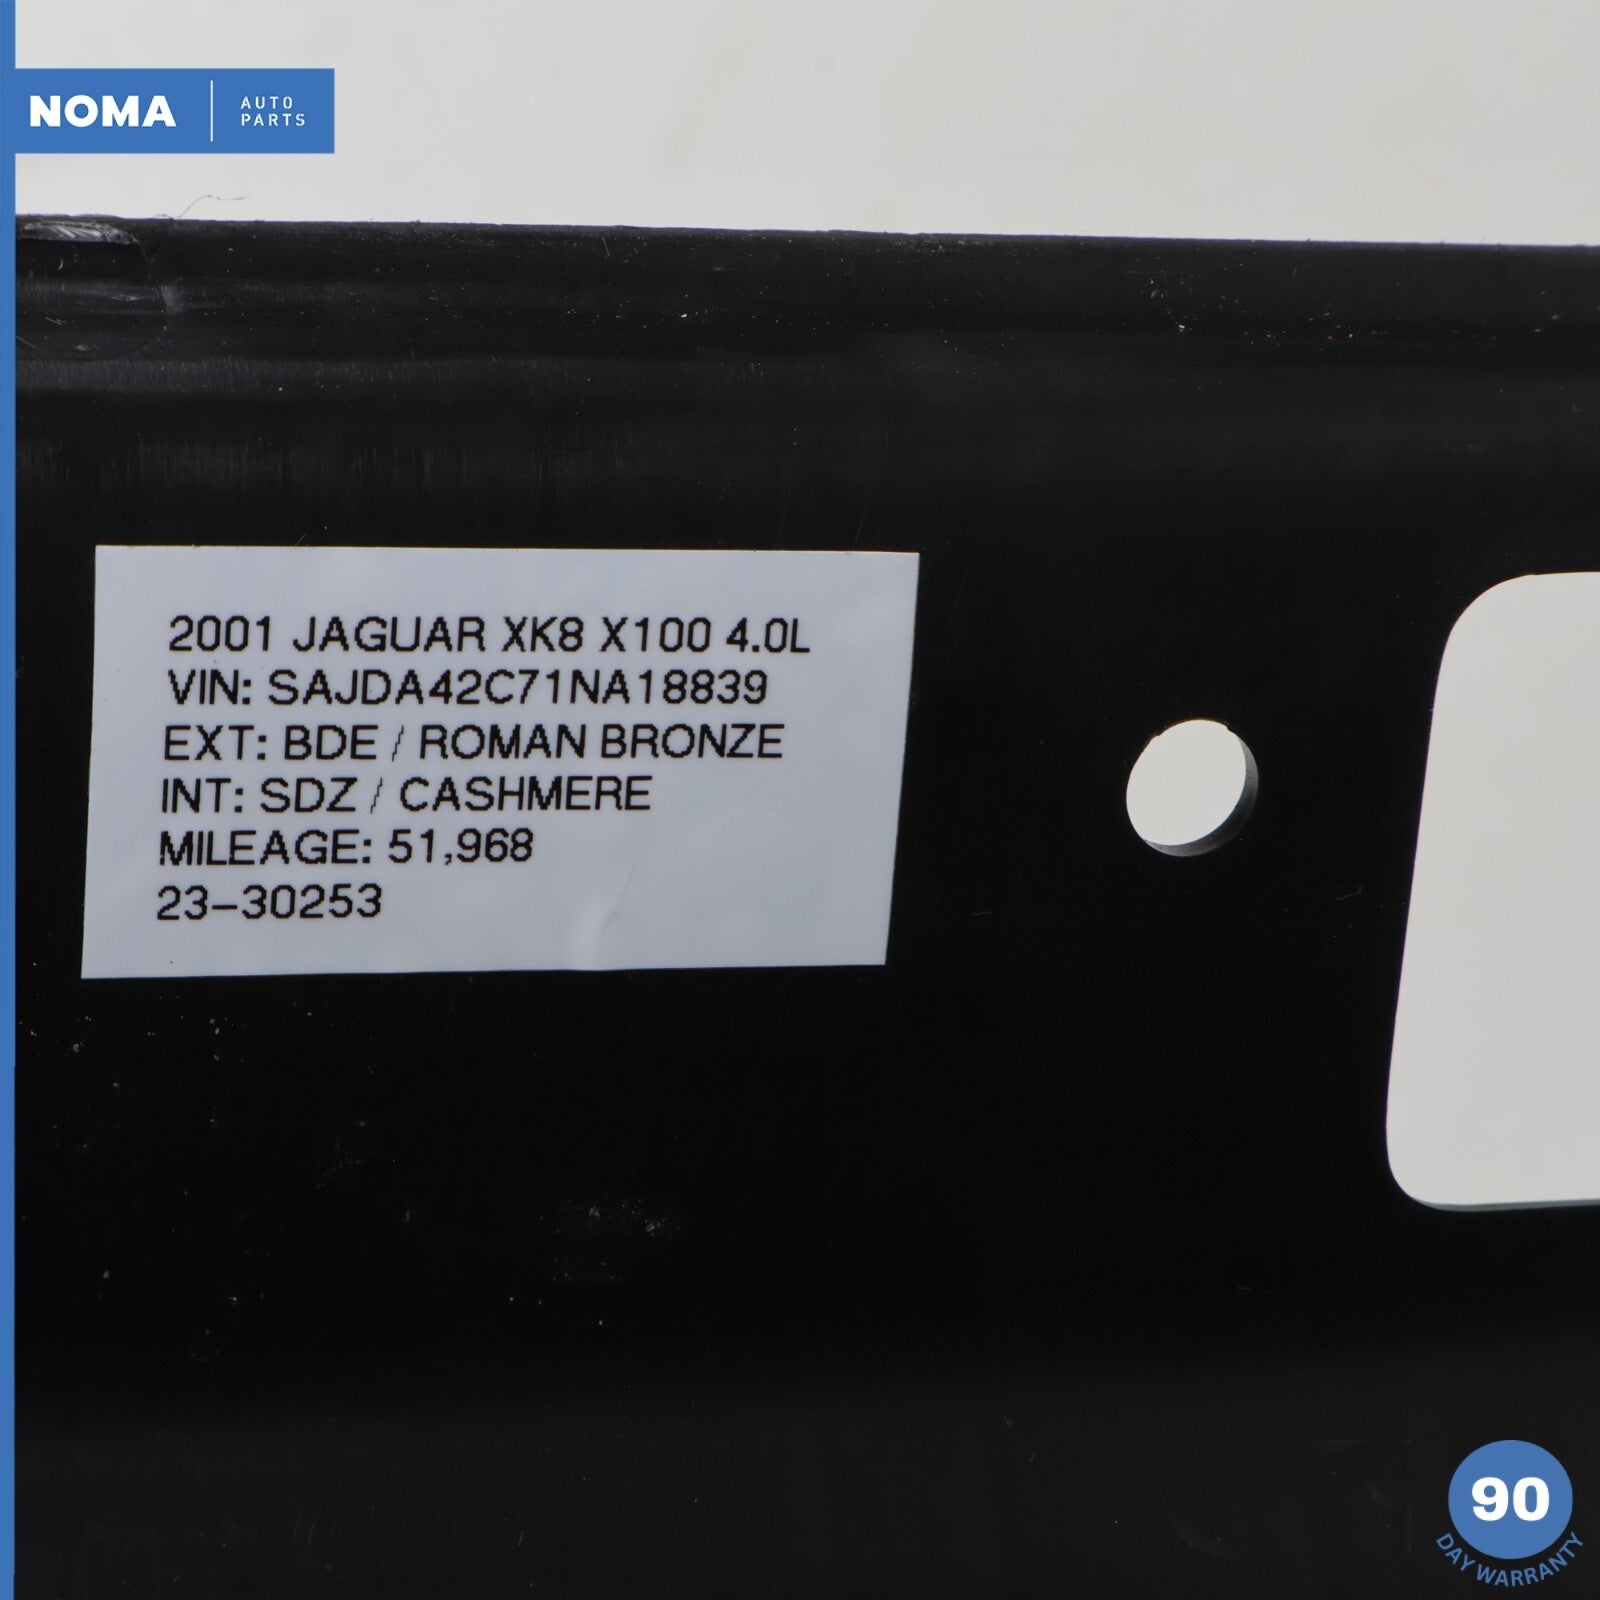 NOMA
AUTO
PARTS
2001 JAGUAR XK8 X100 4.0L
VIN: SAJDA42C71NA18839
EXT: BDE / ROMAN BRONZE
INT: SDZ / CASHMERE
MILEAGE: 51,968
23-30253
90
DAY WARRANTY